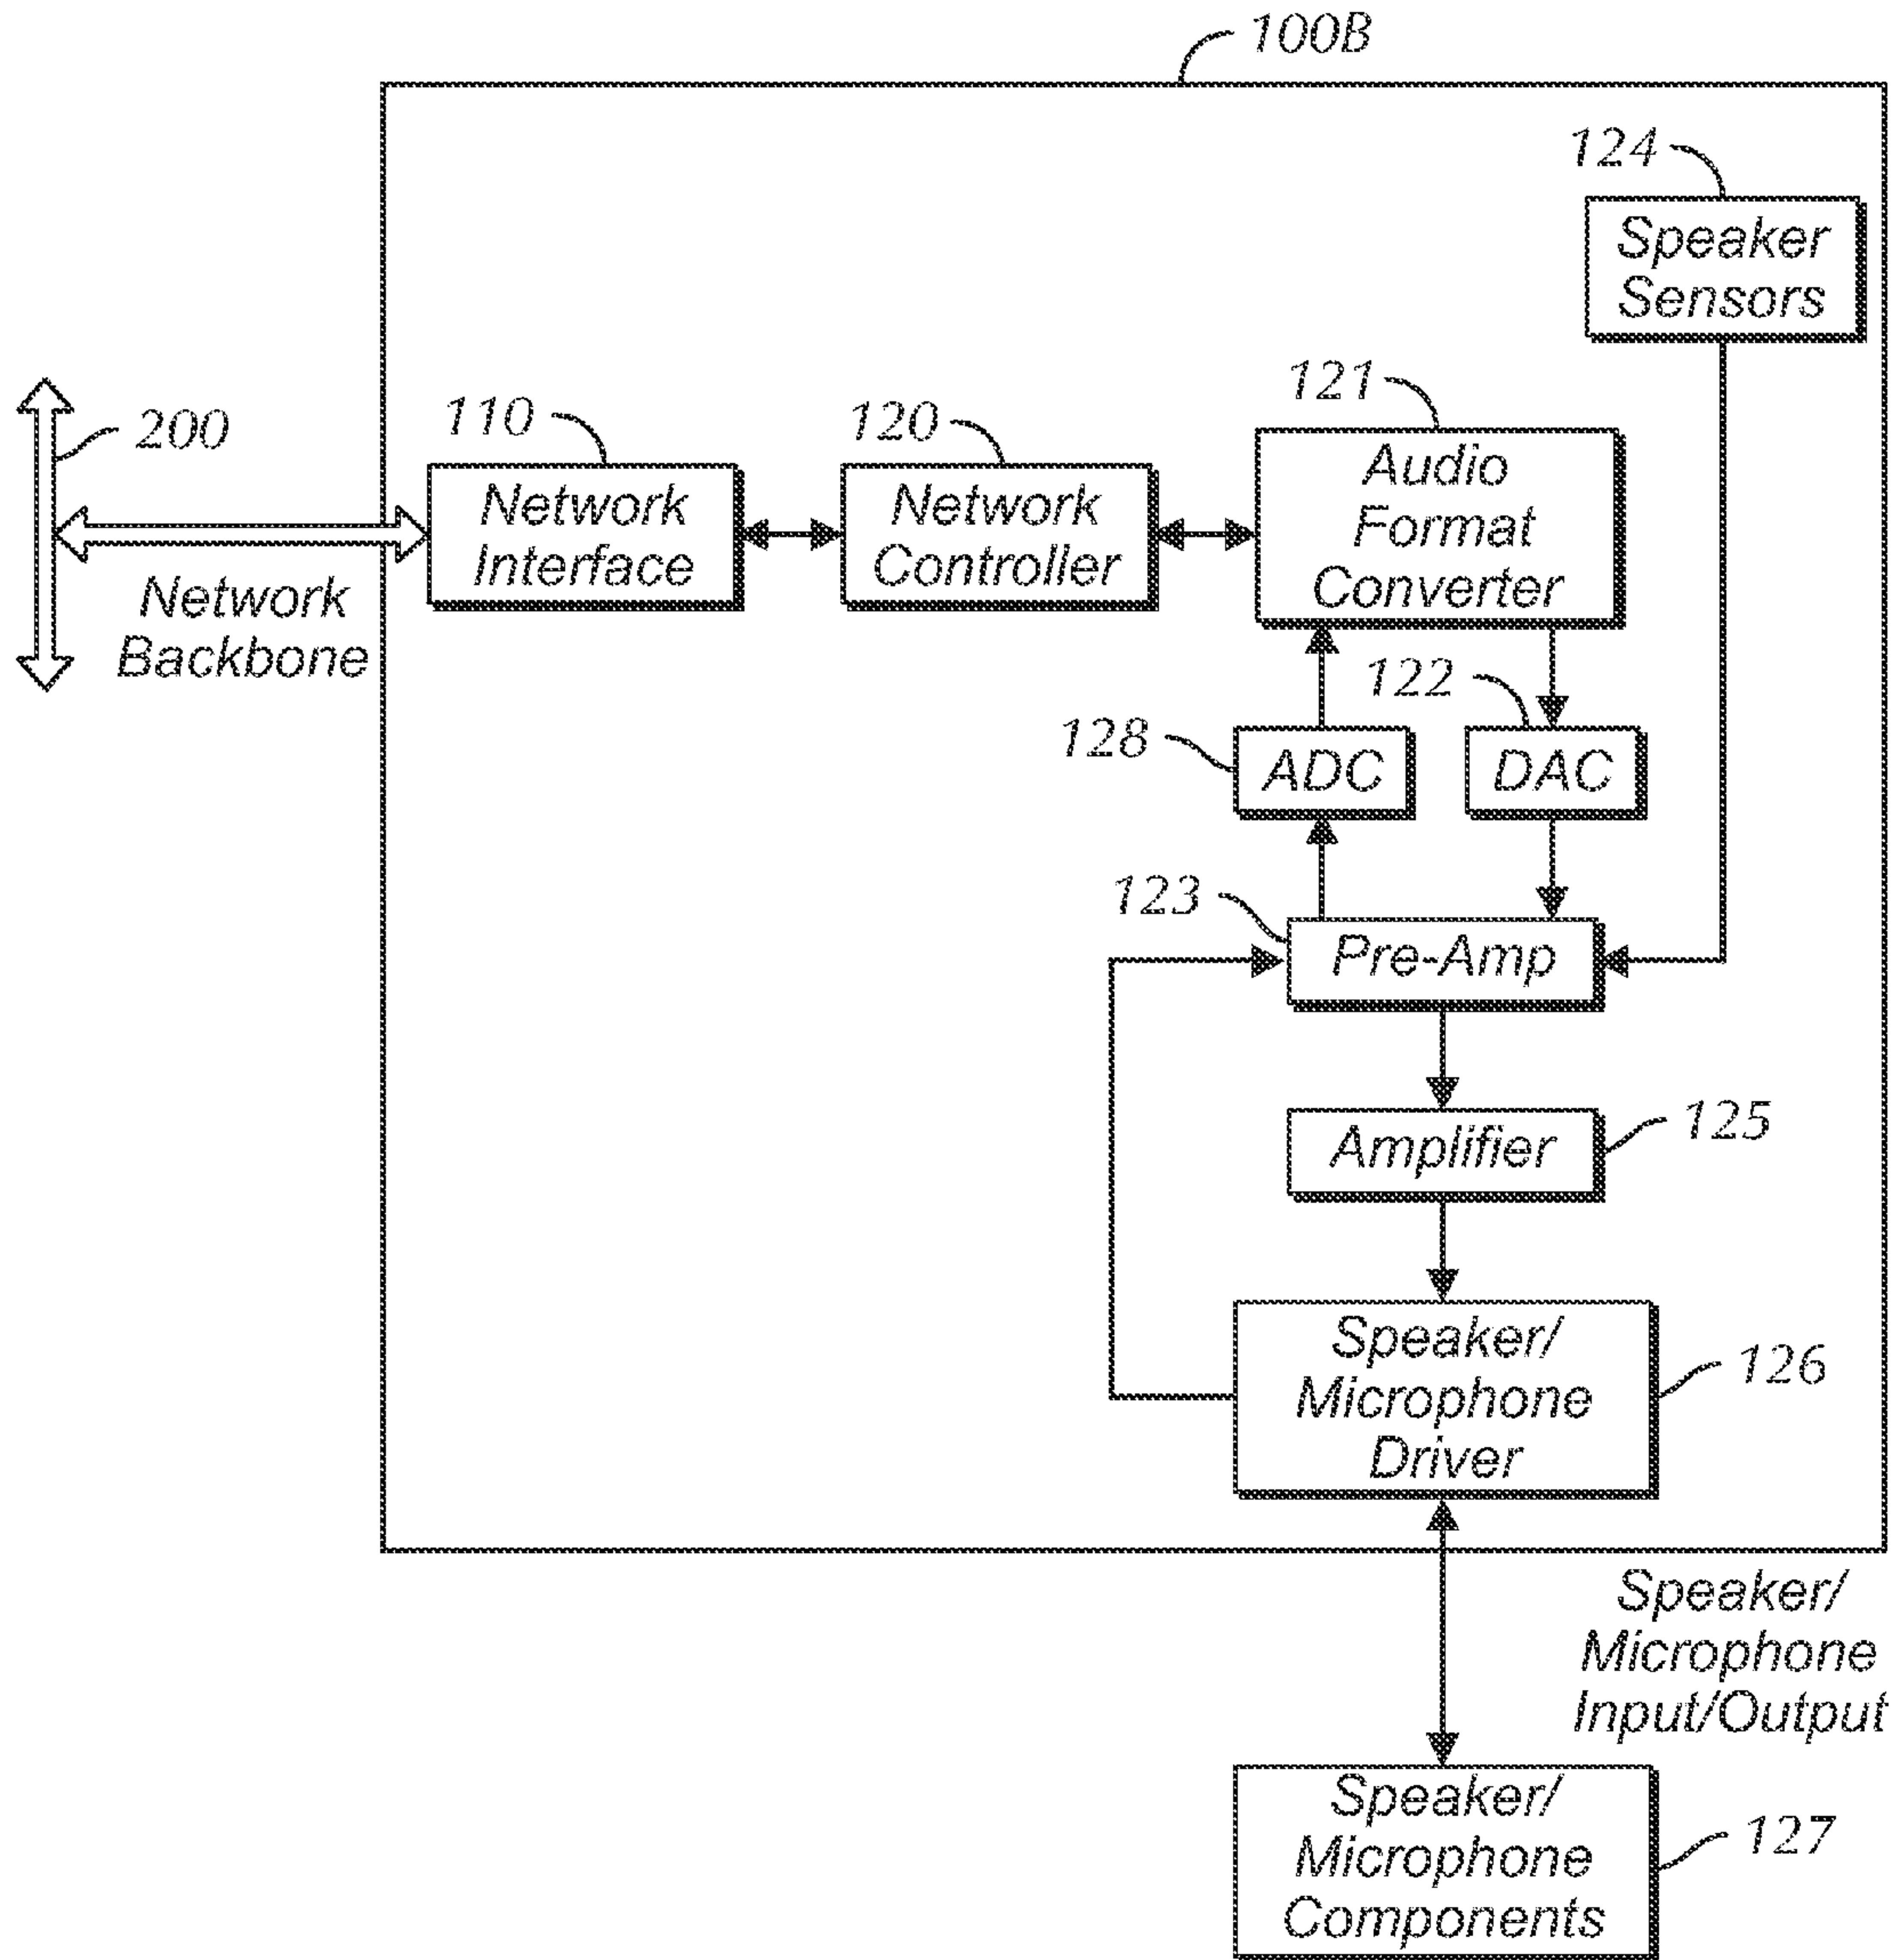 100B
124
Speaker
Sensors
200
Network
Backbone
110
Network
Interface
120
Network
Controller
121
Audio
Format
Converter
128
ADC
122
DAC
123
Pre-Amp
Amplifier
125
Speaker/
Microphone
Driver
126
Speaker/
Microphone
Input/Output
Speaker/
Microphone
Components
127